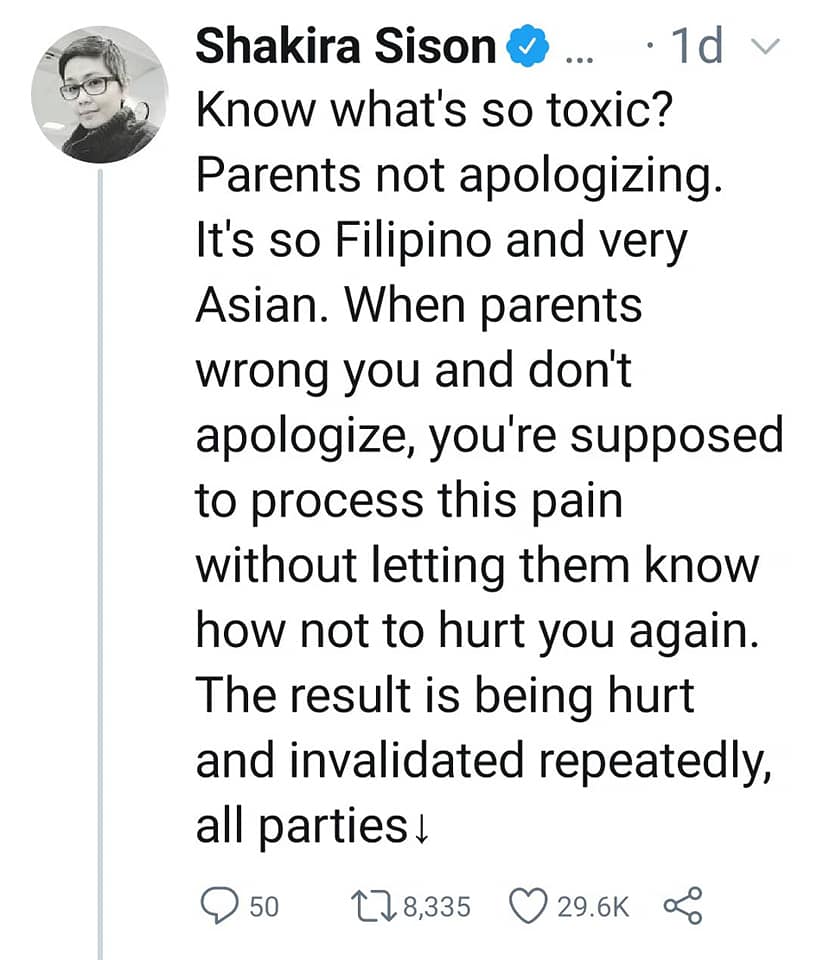 Shakira Sison ... · 1d
Know what's so toxic?
Parents not apologizing.
It's so Filipino and very
Asian. When parents
wrong you and don't
apologize, you're supposed
to process this pain
without letting them know
how not to hurt you again.
The result is being hurt
and invalidated repeatedly,
all parties↓
50 8,335 29.6K